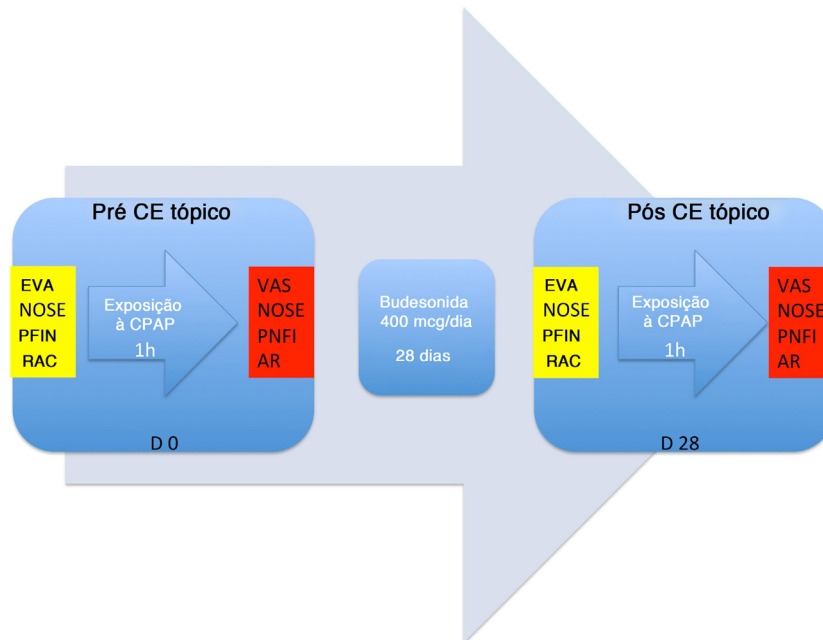 Pré CE tópico
EVA
NOSE
PFIN
RAC
Exposição
à CPAP
1h
VAS
NOSE
PNFI
AR
D 0
Budesonida
400 mcg/dia
28 dias
Pós CE tópico
EVA
NOSE
PFIN
RAC
Exposição
à CPAP
1h
VAS
NOSE
PNFI
AR
D 28